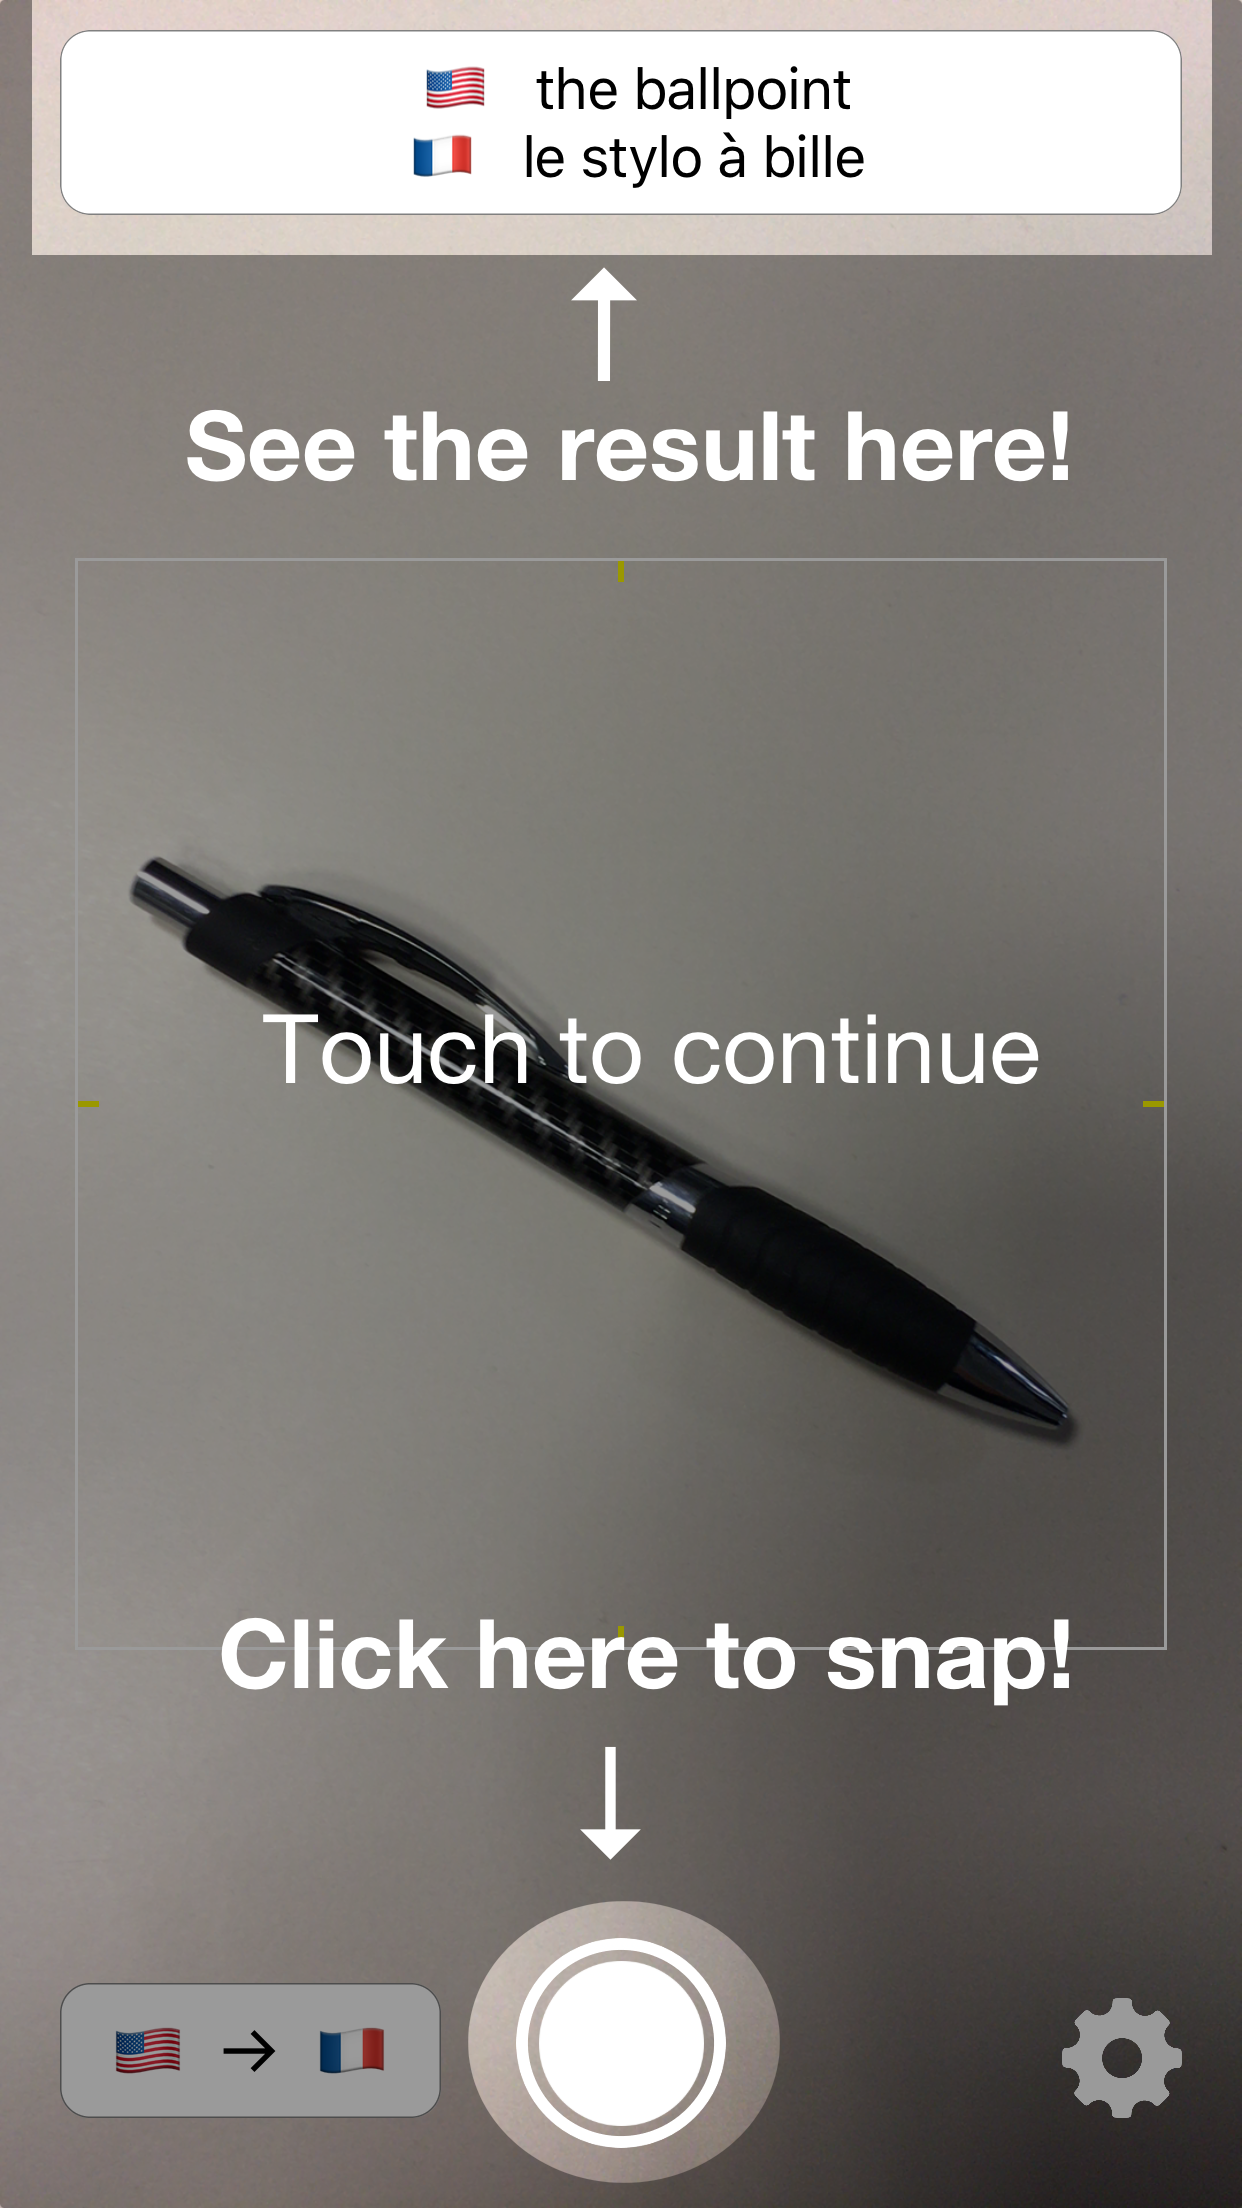 the ballpoint
le stylo à bille
See the result here!
Touch to continue
Click here to snap!